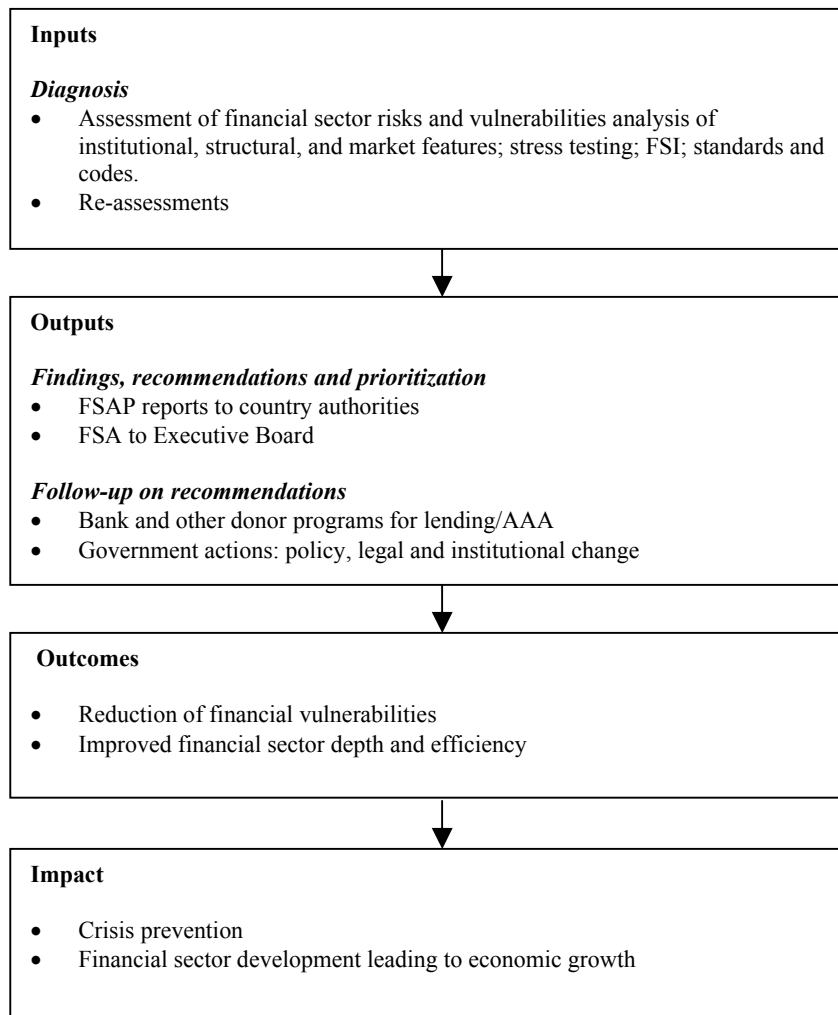 Inputs
Diagnosis
• Assessment of financial sector risks and vulnerabilities analysis of
institutional, structural, and market features; stress testing; FSI; standards and
codes.
• Re-assessments
Outputs
Findings, recommendations and prioritization
• FSAP reports to country authorities
• FSA to Executive Board
Follow-up on recommendations
• Bank and other donor programs for lending/AAA
• Government actions: policy, legal and institutional change
Outcomes
• Reduction of financial vulnerabilities
• Improved financial sector depth and efficiency
Impact
• Crisis prevention
• Financial sector development leading to economic growth